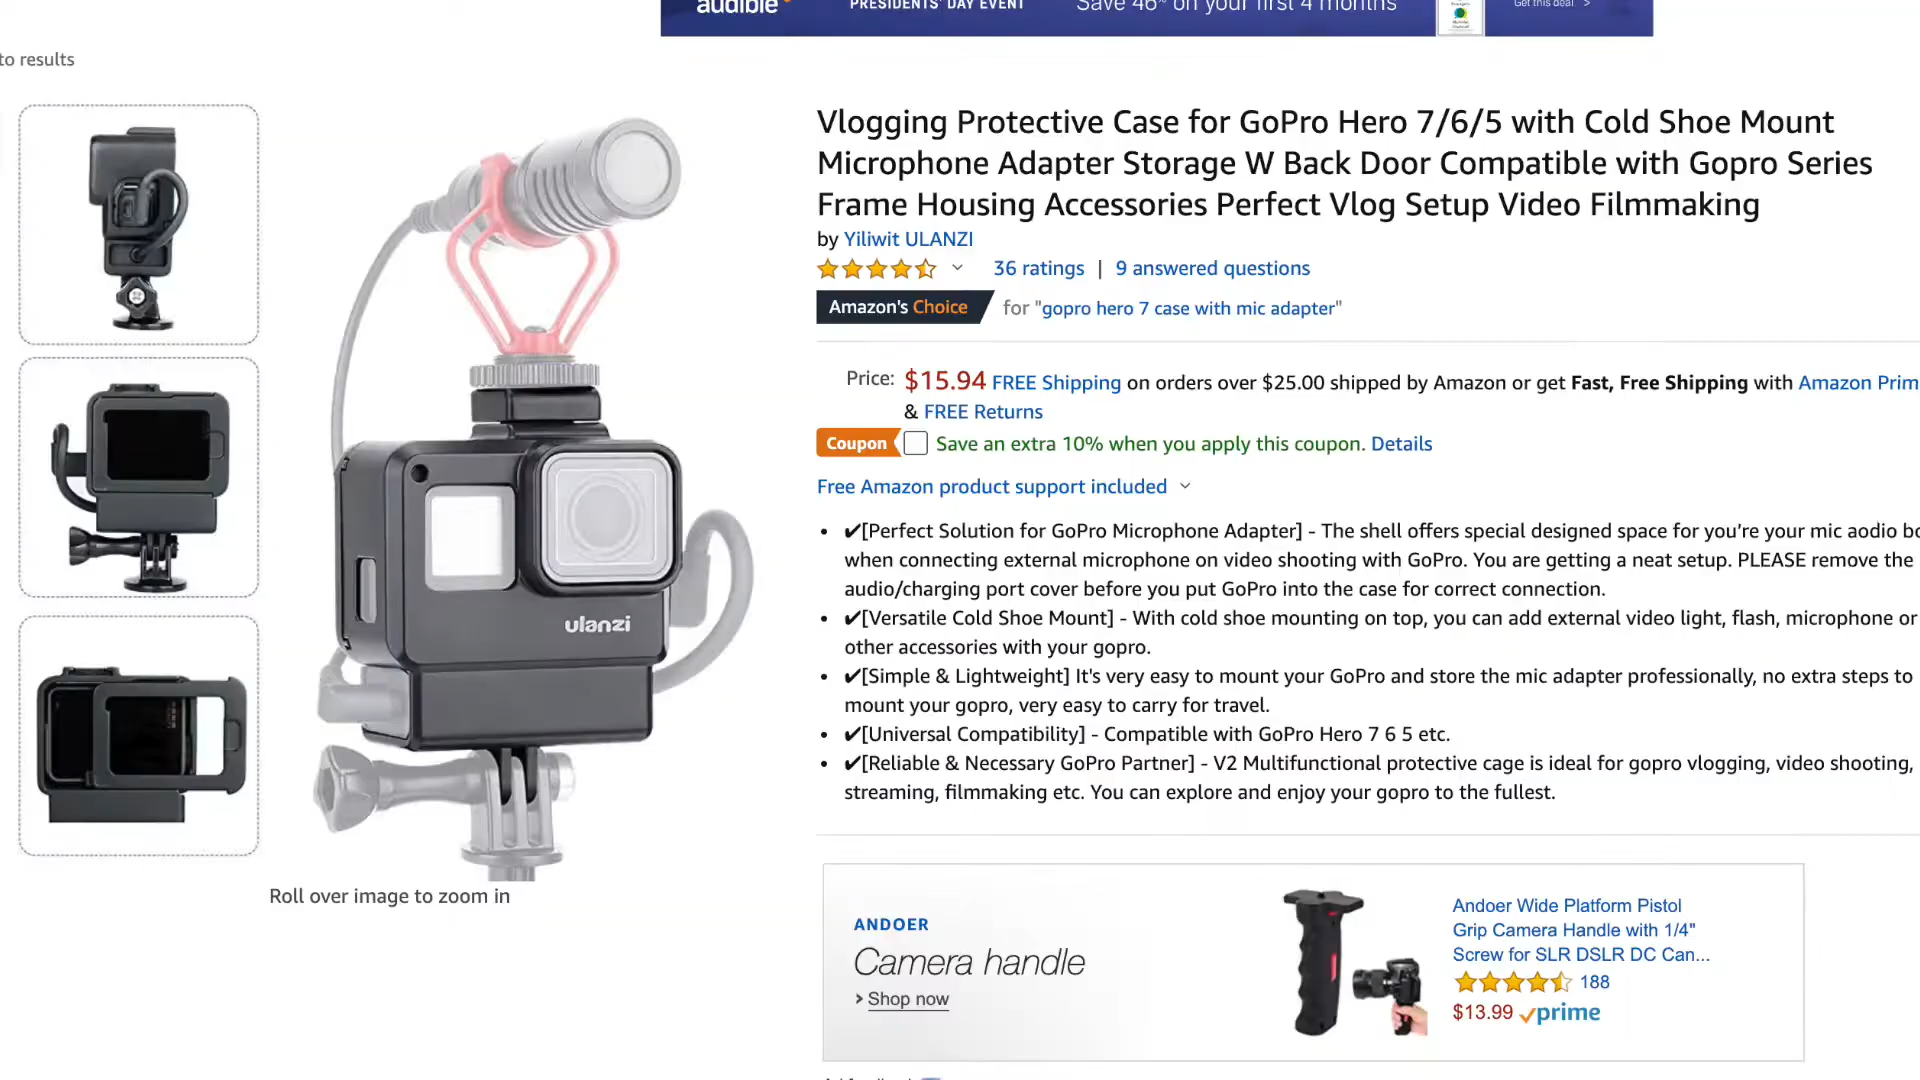 audible
PRESIDENTS' DAY EVENT
Save 46% on your first 4 months
Get this deal >
to results
Vlogging Protective Case for GoPro Hero 7/6/5 with Cold Shoe Mount
Microphone Adapter Storage W Back Door Compatible with Gopro Series
Frame Housing Accessories Perfect Vlog Setup Video Filmmaking
by Yiliwit ULANZI
36 ratings | 9 answered questions
Amazon's Choice for "gopro hero 7 case with mic adapter"
Price: $15.94 FREE Shipping on orders over $25.00 shipped by Amazon or get Fast, Free Shipping with Amazon Prim
& FREE Returns
Coupon Save an extra 10% when you apply this coupon. Details
Free Amazon product support included
• ✔[Perfect Solution for GoPro Microphone Adapter] - The shell offers special designed space for you’re your mic aodio bo
when connecting external microphone on video shooting with GoPro. You are getting a neat setup. PLEASE remove the
audio/charging port cover before you put GoPro into the case for correct connection.
• ✔[Versatile Cold Shoe Mount] - With cold shoe mounting on top, you can add external video light, flash, microphone or
other accessories with your gopro.
• ✔[Simple & Lightweight] It's very easy to mount your GoPro and store the mic adapter professionally, no extra steps to
mount your gopro, very easy to carry for travel.
• ✔[Universal Compatibility] - Compatible with GoPro Hero 7 6 5 etc.
• ✔[Reliable & Necessary GoPro Partner] - V2 Multifunctional protective cage is ideal for gopro vlogging, video shooting,
streaming, filmmaking etc. You can explore and enjoy your gopro to the fullest.
ulanzi
Roll over image to zoom in
ANDOER
Camera handle
› Shop now
Andoer Wide Platform Pistol
Grip Camera Handle with 1/4"
Screw for SLR DSLR DC Can...
188
$13.99 prime